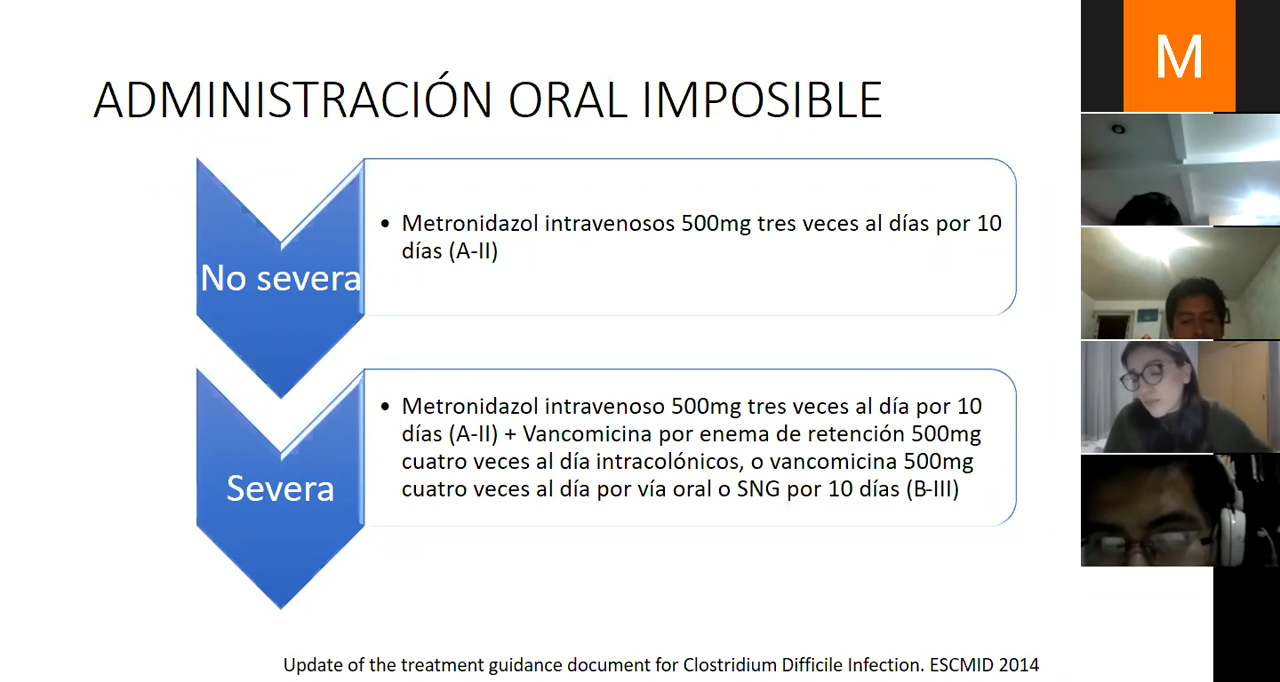 ADMINISTRACIÓN ORAL IMPOSIBLE
No severa
• Metronidazol intravenosos 500mg tres veces al días por 10
días (A-II)
Severa
• Metronidazol intravenoso 500mg tres veces al día por 10
días (A-II) + Vancomicina por enema de retención 500mg
cuatro veces al día intracolónicos, o vancomicina 500mg
cuatro veces al día por vía oral o SNG por 10 días (B-III)
Update of the treatment guidance document for Clostridium Difficile Infection. ESCMID 2014
M